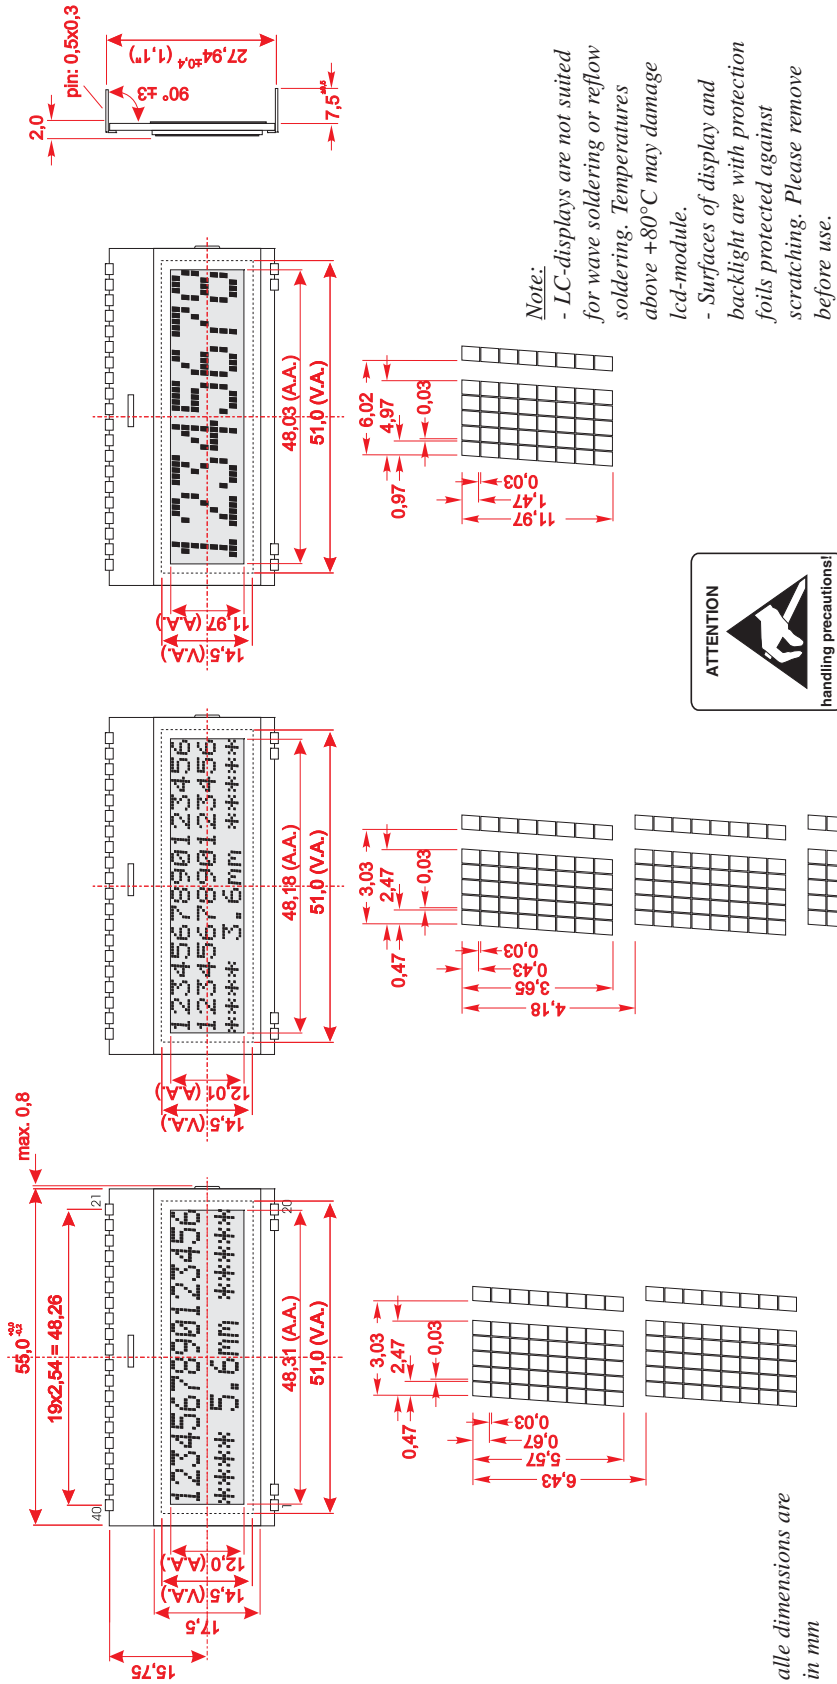 55,0 +0,0 -0,2
max. 0,8
19x2,54 = 48,26
40
21
1
20
15,75
17,5
14,5 (V.A.)
12,0 (A.A.)
1234567890123456
**** 5.6mm *****
48,31 (A.A.)
51,0 (V.A.)
14,5 (V.A.)
12,01 (A.A.)
1234567890123456
1234567890123456
**** 3.6mm *****
48,18 (A.A.)
51,0 (V.A.)
14,5 (V.A.)
11,97 (A.A.)
12345678
48,03 (A.A.)
51,0 (V.A.)
2,0
pin: 0,5x0,3
90° ±3
27,94 ±0,4 (1,1")
7,5 ±0,5
3,03
2,47
0,47
0,03
0,03
0,67
5,57
6,43
3,03
2,47
0,47
0,03
0,03
0,43
3,65
4,18
6,02
4,97
0,97
0,03
0,03
1,47
11,97
alle dimensions are
in mm
ATTENTION
handling precautions!
Note:
- LC-displays are not suited
for wave soldering or reflow
soldering. Temperatures
above +80°C may damage
lcd-module.
- Surfaces of display and
backlight are with protection
foils protected against
scratching. Please remove
before use.